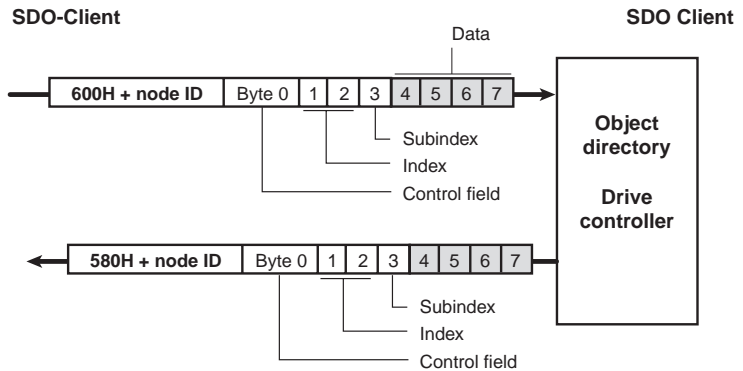 SDO-Client
SDO Client
Data
600H + node ID Byte 0 1 2 3 4 5 6 7
Subindex
Index
Control field
Object
directory
Drive
controller
580H + node ID Byte 0 1 2 3 4 5 6 7
Subindex
Index
Control field